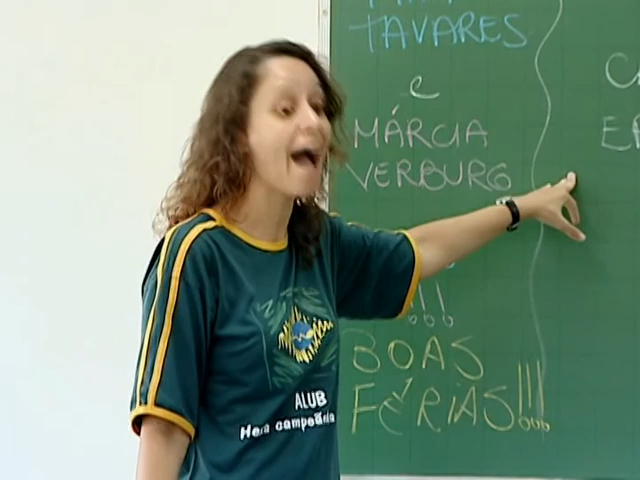 TAVARES
e
MÁRCIA
VERBURG
!!!
BOAS
FÉRIAS!!!
ALUB